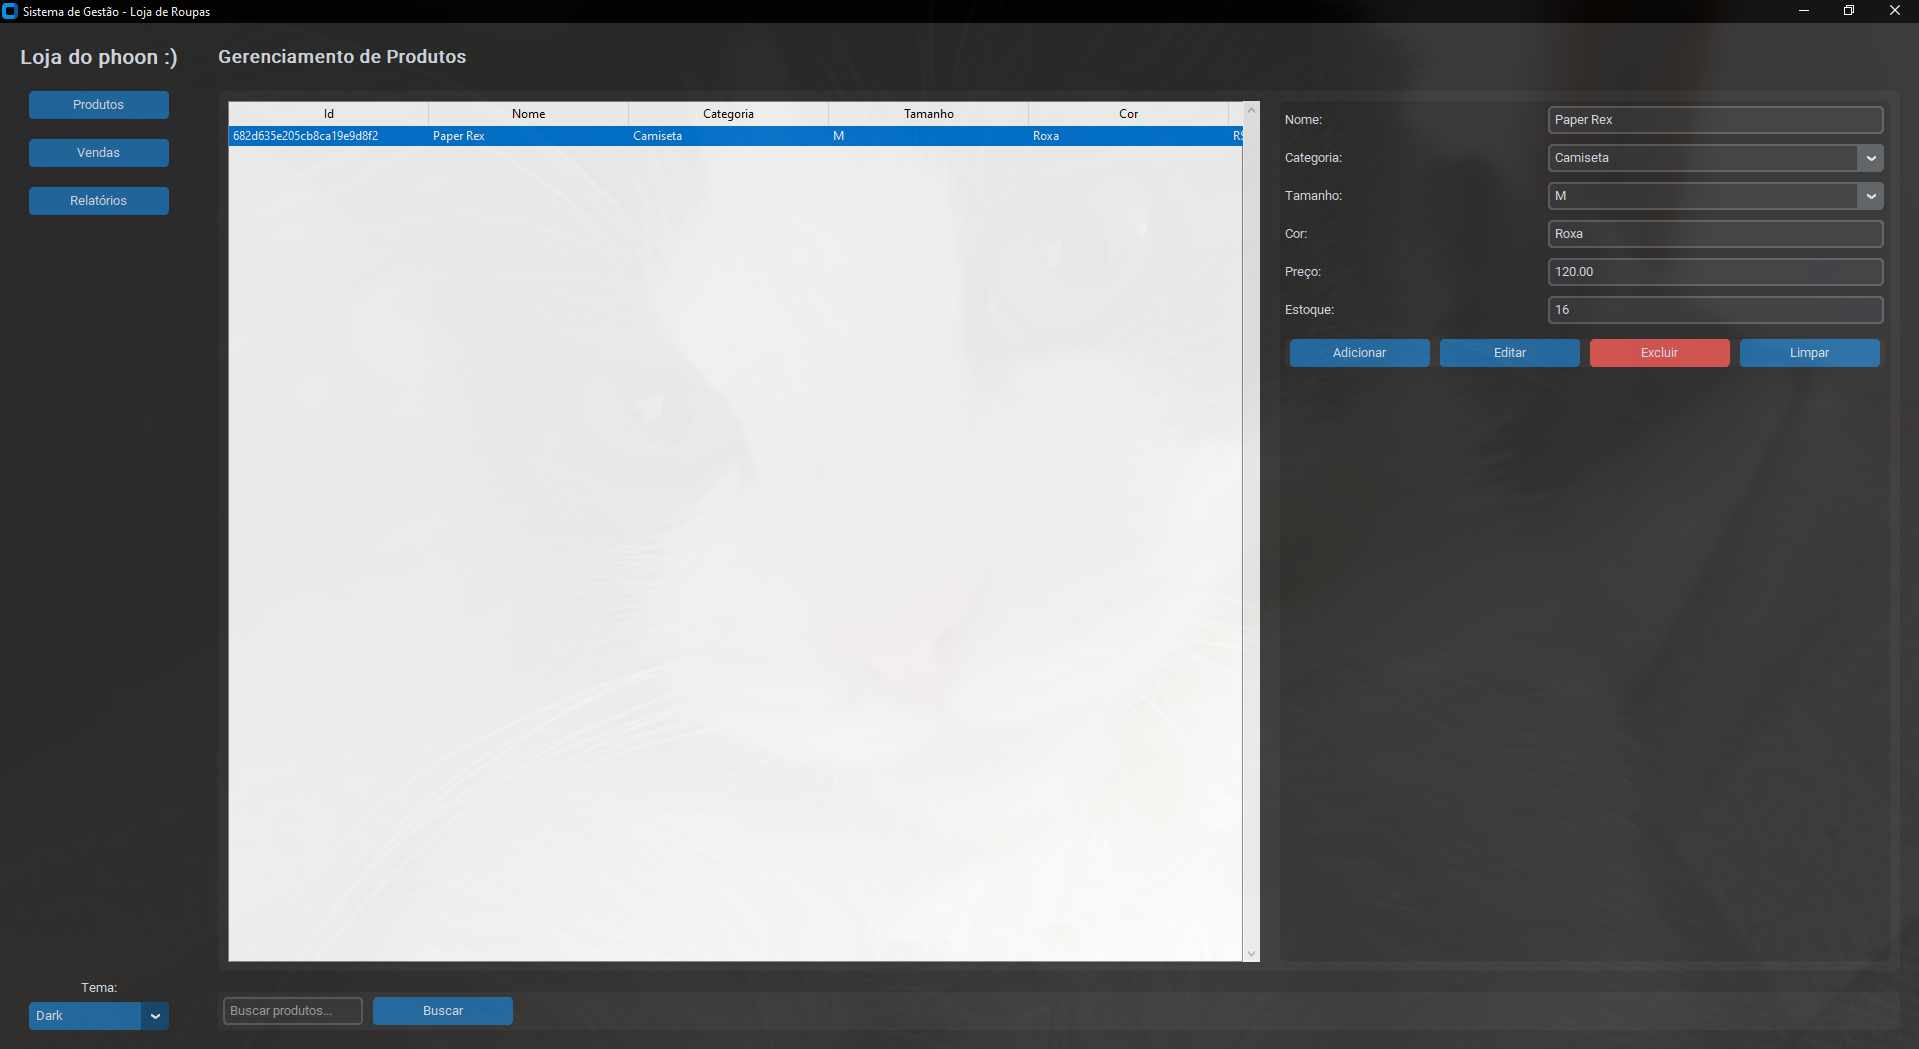 Sistema de Gestão - Loja de Roupas
Loja do phoon :)
Gerenciamento de Produtos
Produtos
Vendas
Relatórios
Id Nome Categoria Tamanho Cor
682d635e205cb8ca19e9d8f2 Paper Rex Camiseta M Roxa R$
Nome: Paper Rex
Categoria: Camiseta
Tamanho: M
Cor: Roxa
Preço: 120.00
Estoque: 16
Adicionar Editar Excluir Limpar
Tema:
Dark
Buscar produtos... Buscar